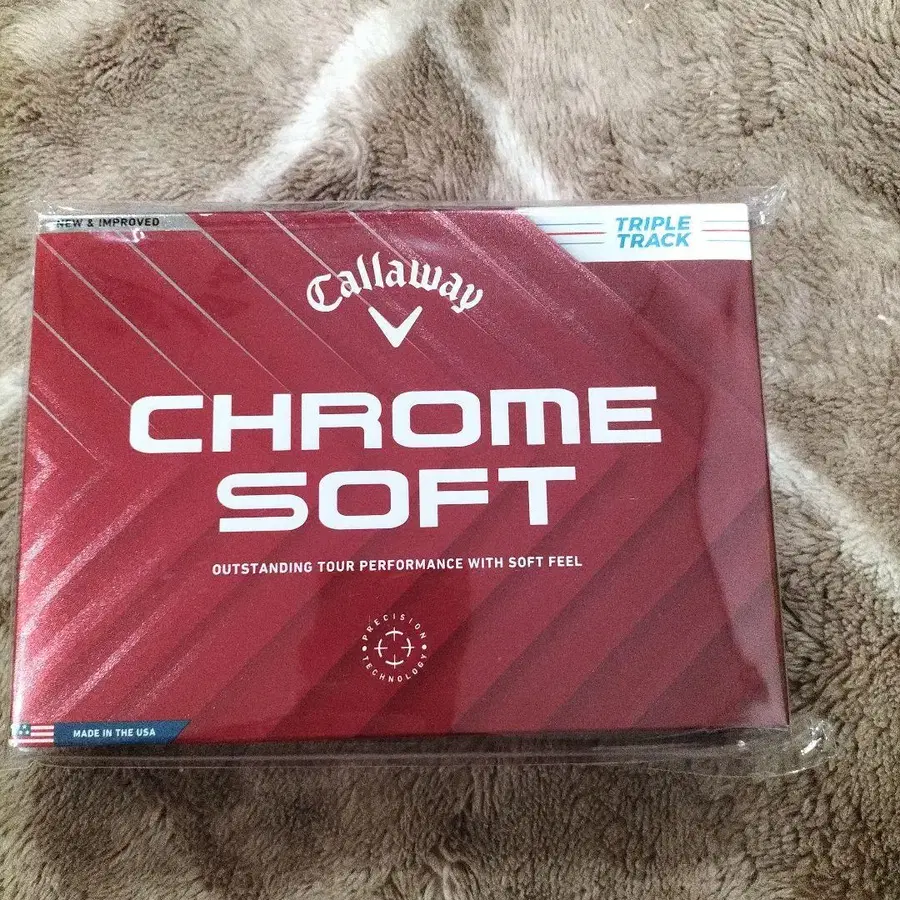 NEW & IMPROVED
TRIPLE
TRACK
Callaway
CHROME
SOFT
OUTSTANDING TOUR PERFORMANCE WITH SOFT FEEL
PRECISION
TECHNOLOGY
MADE IN THE USA